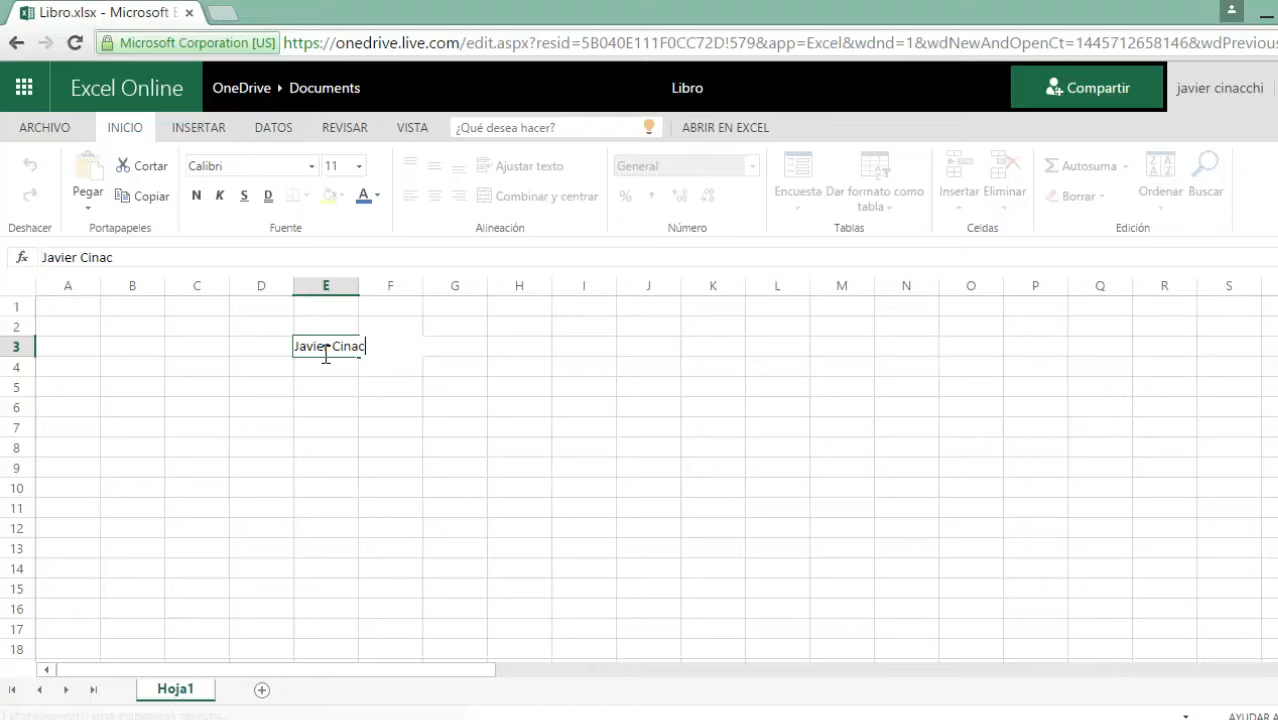 Libro.xlsx - Microsoft E
Microsoft Corporation [US] https://onedrive.live.com/edit.aspx?resid=5B040E111F0CC72D!579&app=Excel&wdnd=1&wdNewAndOpenCt=1445712658146&wdPreviou
Excel Online OneDrive Documents Libro Compartir javier cinacchi
ARCHIVO INICIO INSERTAR DATOS REVISAR VISTA ¿Qué desea hacer? ABRIR EN EXCEL
Cortar Calibri 11 Ajustar texto General Autosuma
Pegar Copiar N K S D A Combinar y centrar % Encuesta Dar formato como tabla Insertar Eliminar Borrar Ordenar Buscar
Deshacer Portapapeles Fuente Alineación Número Tablas Celdas Edición
fx Javier Cinac
A B C D E F G H I J K L M N O P Q R S
1
2
3 Javier Cinac
4
5
6
7
8
9
10
11
12
13
14
15
16
17
18
Hoja1
AYUDAR A